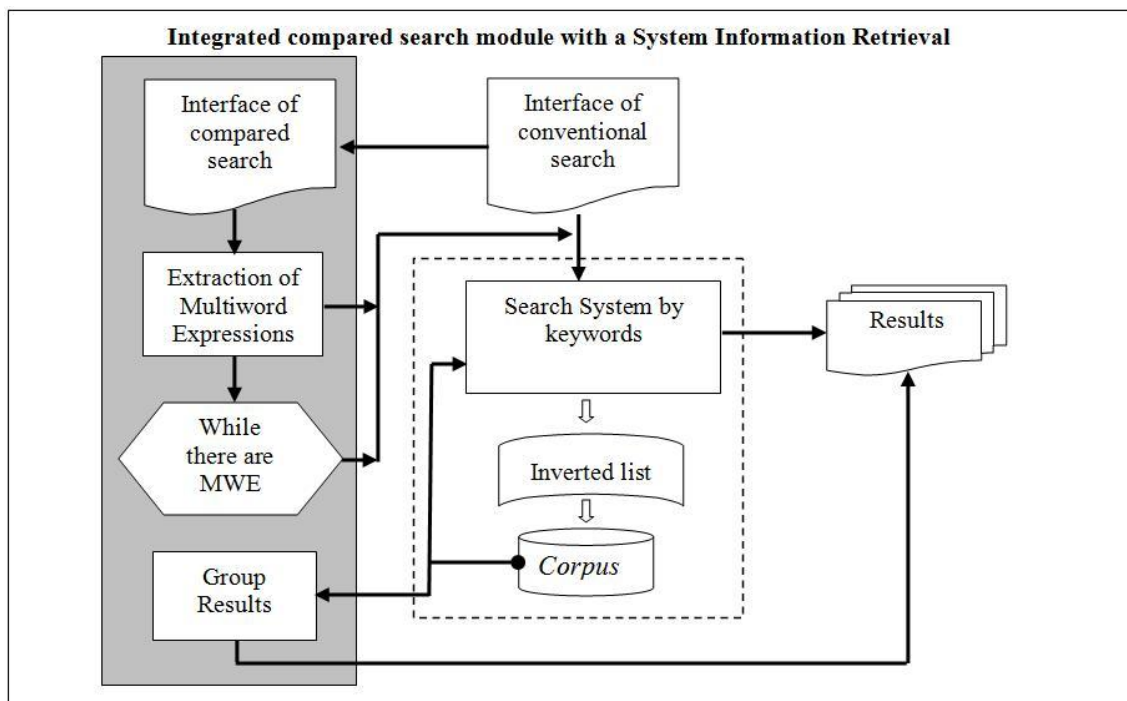 Integrated compared search module with a System Information Retrieval
Interface of
compared
search
Interface of
conventional
search
Extraction of
Multiword
Expressions
Search System by
keywords
Results
While
there are
MWE
Inverted list
Corpus
Group
Results